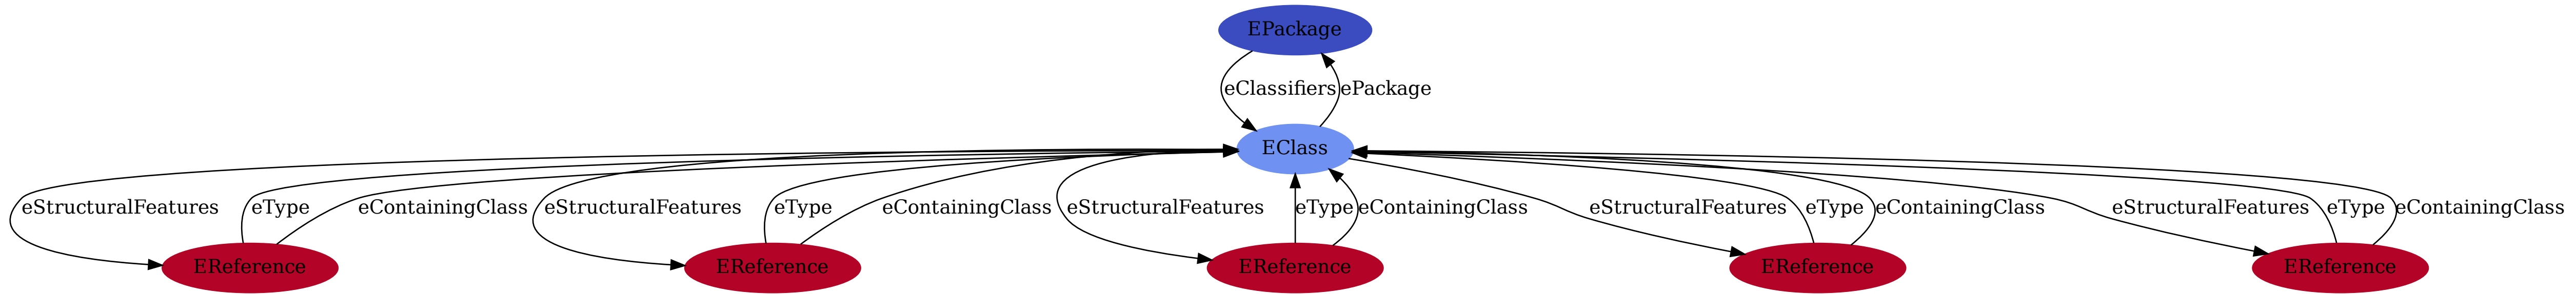 EPackage
eClassifiers ePackage
EClass
eStructuralFeatures eType eContainingClass eStructuralFeatures eType eContainingClass eStructuralFeatures eType eContainingClass eStructuralFeatures eType eContainingClass eStructuralFeatures eType eContainingClass
EReference EReference EReference EReference EReference